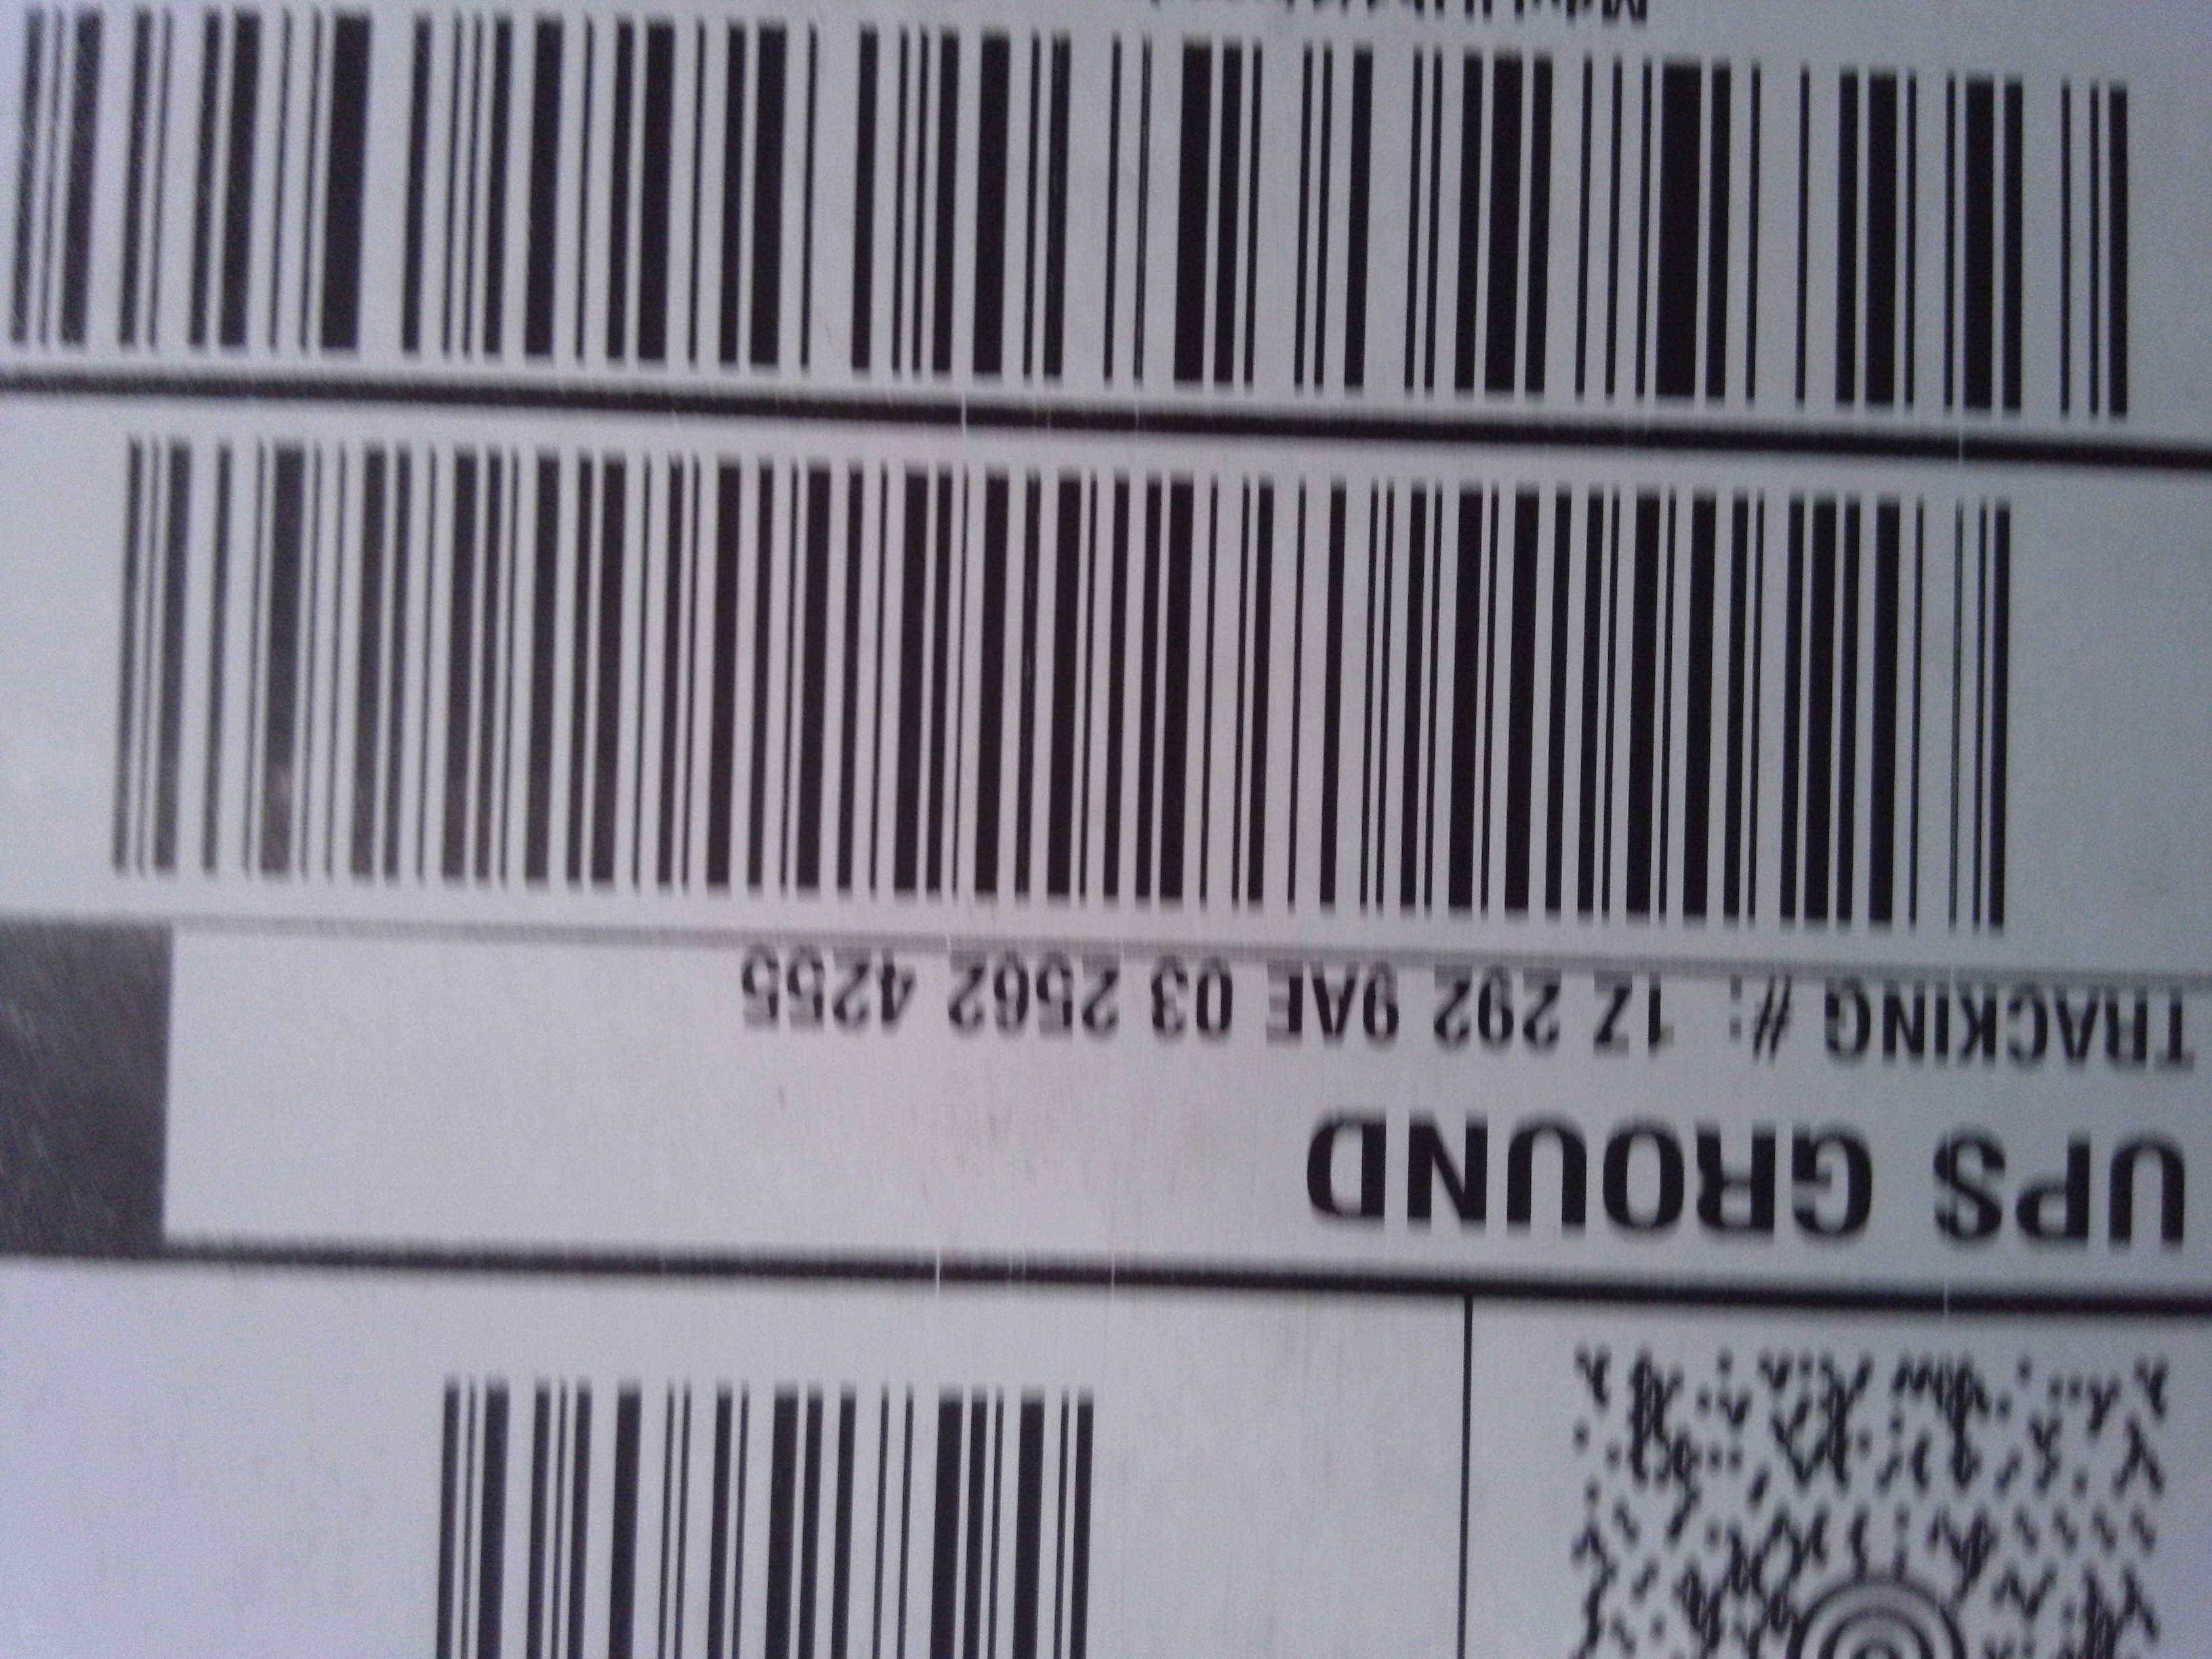 UPS GROUND
TRACKING #: 1Z 292 9AE 03 2562 4255